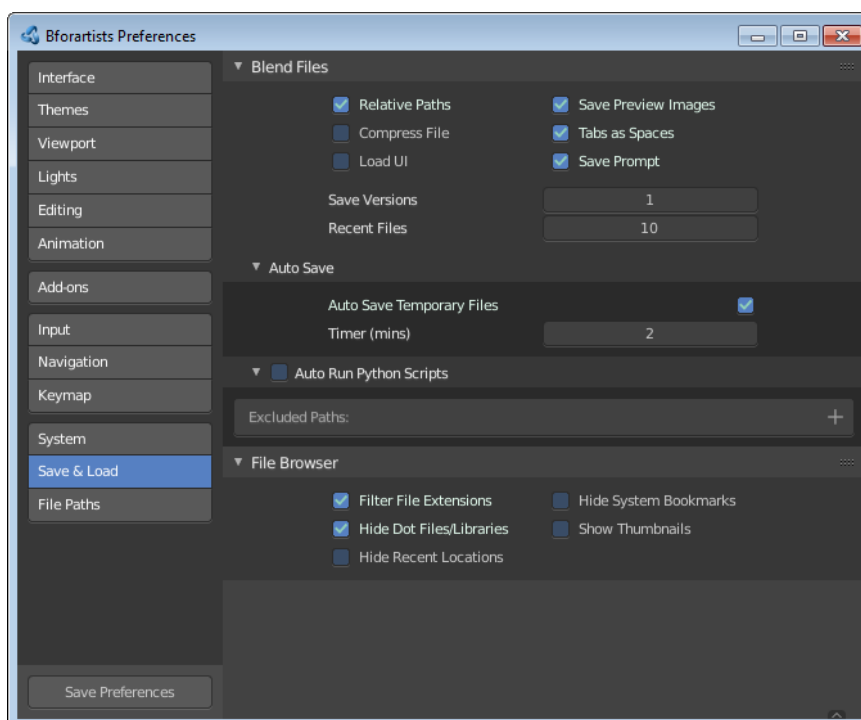 Bforartists Preferences
Interface
Themes
Viewport
Lights
Editing
Animation
Add-ons
Input
Navigation
Keymap
System
Save & Load
File Paths
Save Preferences
Blend Files
Relative Paths
Save Preview Images
Compress File
Tabs as Spaces
Load UI
Save Prompt
Save Versions 1
Recent Files 10
Auto Save
Auto Save Temporary Files
Timer (mins) 2
Auto Run Python Scripts
Excluded Paths:
File Browser
Filter File Extensions
Hide System Bookmarks
Hide Dot Files/Libraries
Show Thumbnails
Hide Recent Locations